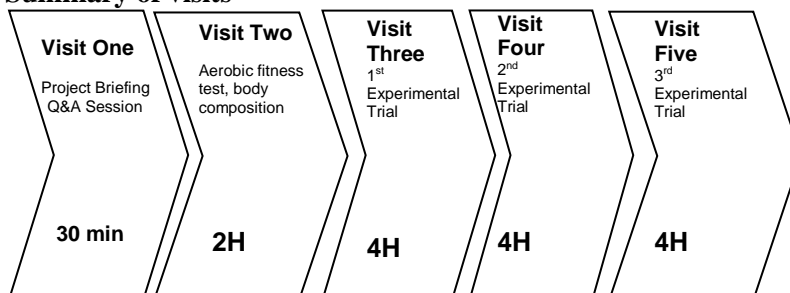 Summary of visits
Visit One
Project Briefing
Q&A Session
30 min
Visit Two
Aerobic fitness
test, body
composition
2H
Visit
Three
1st
Experimental
Trial
4H
Visit
Four
2nd
Experimental
Trial
4H
Visit
Five
3rd
Experimental
Trial
4H